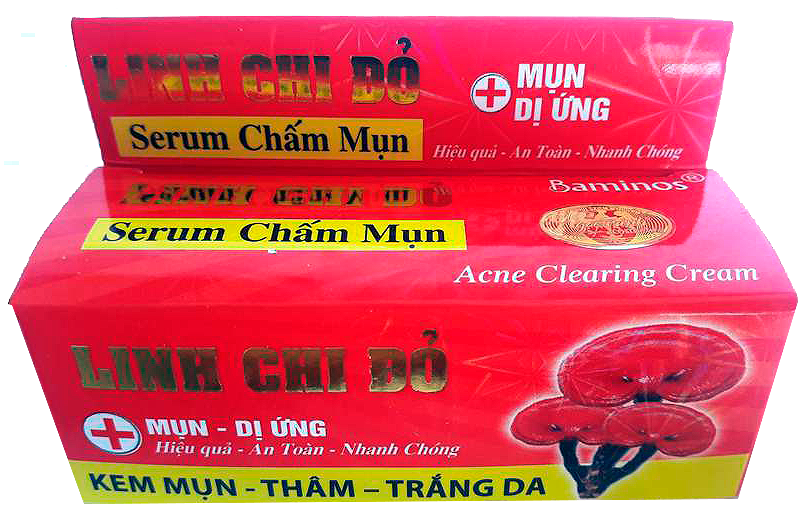 LINH CHI ĐỎ
MỤN
DỊ ỨNG
Serum Chấm Mụn
Hiệu quả - An Toàn - Nhanh Chóng
Baminos®
Serum Chấm Mụn
Acne Clearing Cream
LINH CHI ĐỎ
MỤN - DỊ ỨNG
Hiệu quả - An Toàn - Nhanh Chóng
KEM MỤN - THÂM – TRẮNG DA